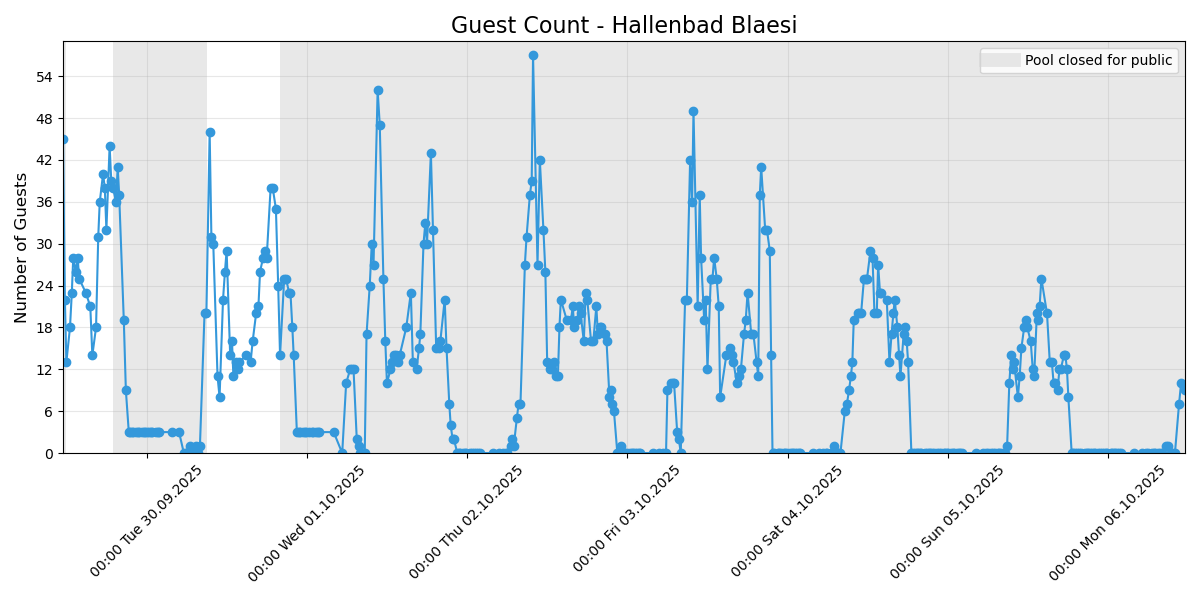 Guest Count - Hallenbad Blaesi
Pool closed for public
Number of Guests
54
48
42
36
30
24
18
12
6
0
00:00 Tue 30.09.2025
00:00 Wed 01.10.2025
00:00 Thu 02.10.2025
00:00 Fri 03.10.2025
00:00 Sat 04.10.2025
00:00 Sun 05.10.2025
00:00 Mon 06.10.2025